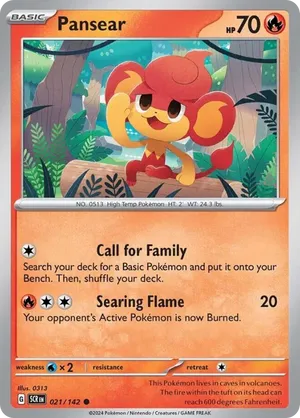 BASIC
Pansear
HP 70
NO. 0513 High Temp Pokémon HT: 2' WT: 24.3 lbs.
Call for Family
Search your deck for a Basic Pokémon and put it onto your
Bench. Then, shuffle your deck.
Searing Flame 20
Your opponent's Active Pokémon is now Burned.
weakness ×2 resistance retreat
Illus. 0313
G SCR EN 021/142
This Pokémon lives in caves in volcanoes.
The fire within the tuft on its head can
reach 600 degrees Fahrenheit.
©2024 Pokémon / Nintendo / Creatures / GAME FREAK